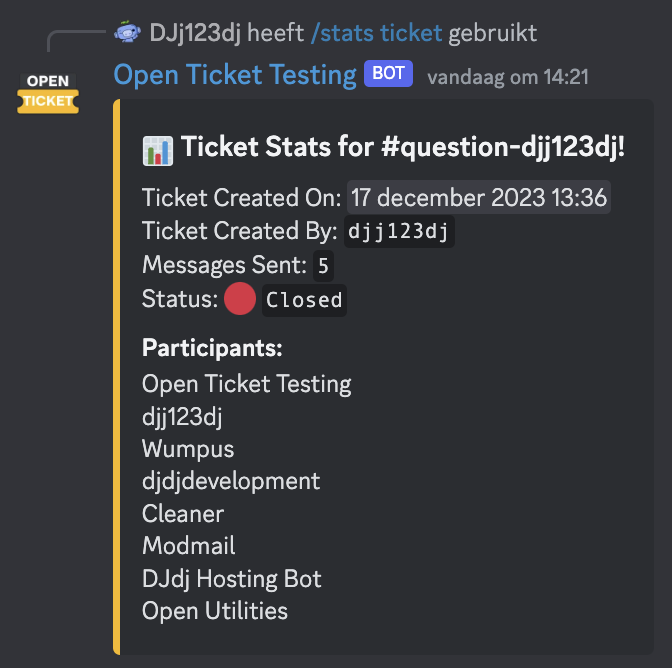 DJj123dj heeft /stats ticket gebruikt
OPEN TICKET
Open Ticket Testing BOT vandaag om 14:21
Ticket Stats for #question-djj123dj!
Ticket Created On: 17 december 2023 13:36
Ticket Created By: djj123dj
Messages Sent: 5
Status: Closed
Participants:
Open Ticket Testing
djj123dj
Wumpus
djdjdevelopment
Cleaner
Modmail
DJdj Hosting Bot
Open Utilities